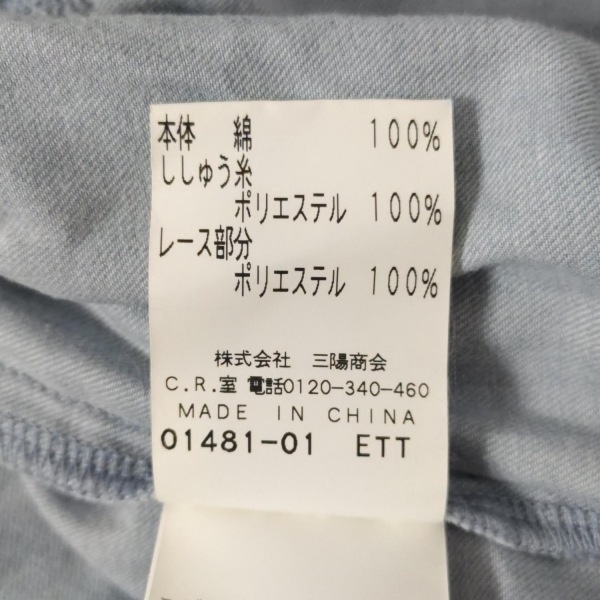 本体 綿 100%
ししゅう糸
ポリエステル 100%
レース部分
ポリエステル 100%
株式会社 三陽商会
C.R.室 電話0120-340-460
MADE IN CHINA
01481-01 ETT